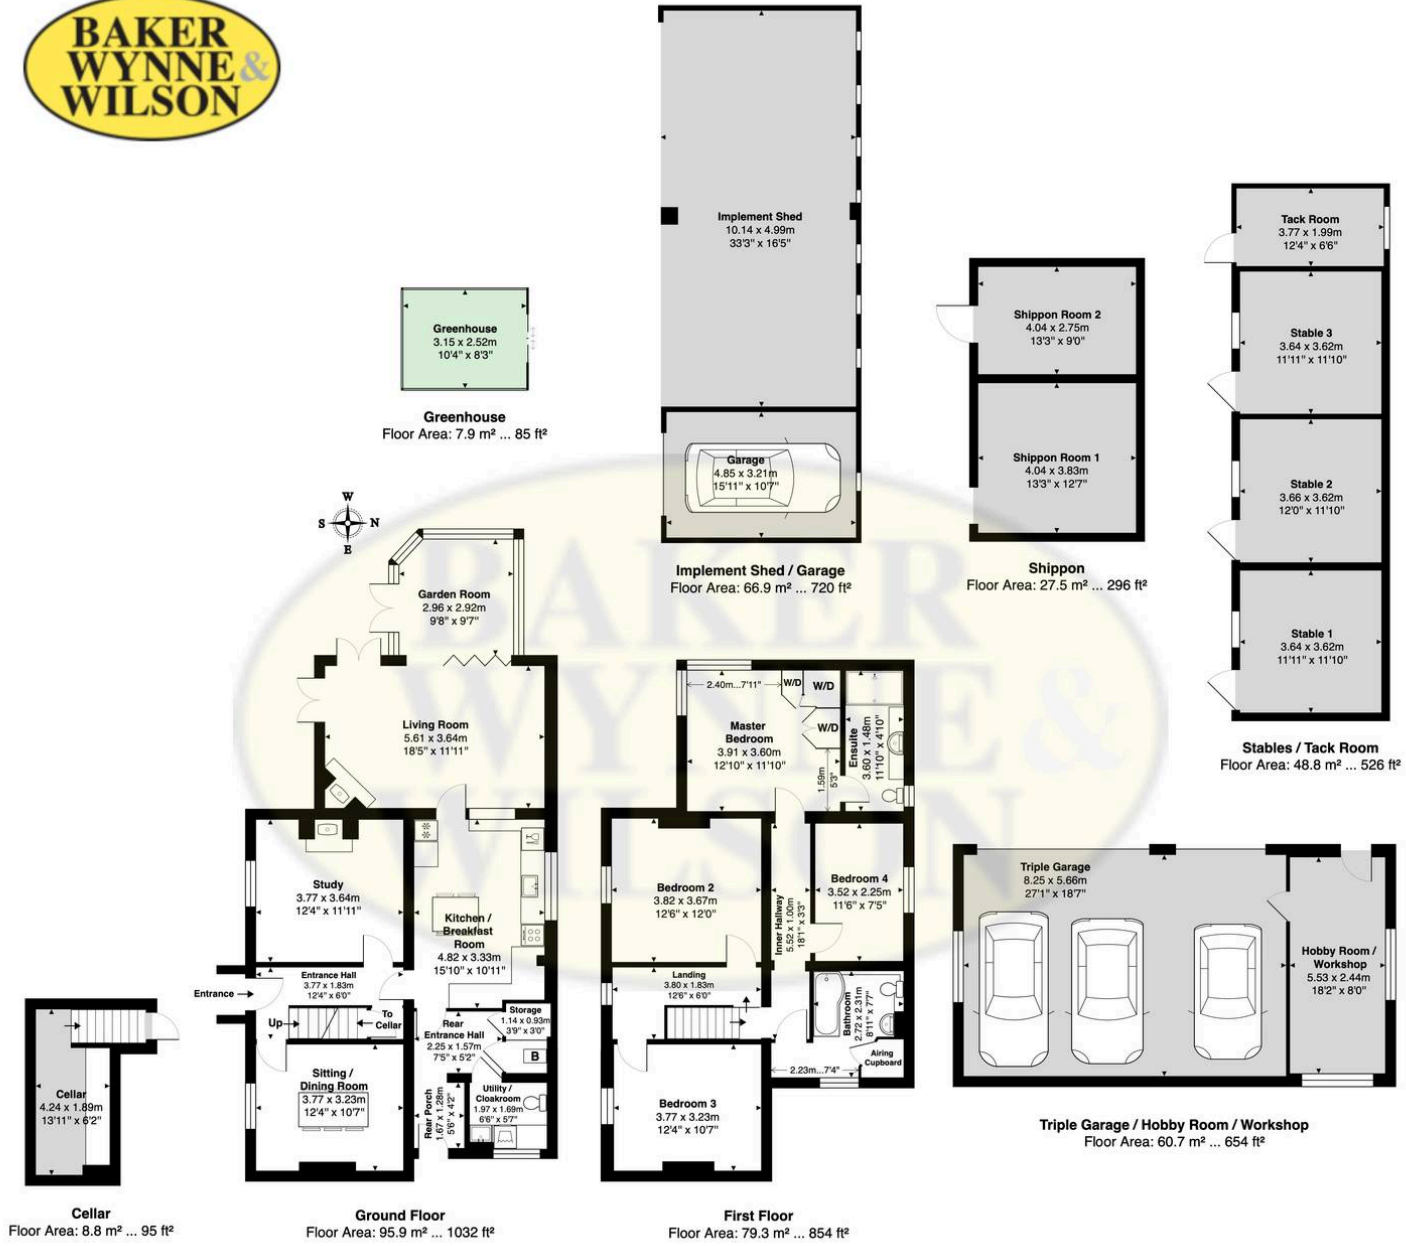 BAKER
WYNNE &
WILSON
Implement Shed
10.14 x 4.99m
33'3" x 16'5"
Garage
4.85 x 3.21m
15'11" x 10'7"
Implement Shed / Garage
Floor Area: 66.9 m² ... 720 ft²
Greenhouse
3.15 x 2.52m
10'4" x 8'3"
Greenhouse
Floor Area: 7.9 m² ... 85 ft²
Shippon Room 2
4.04 x 2.75m
13'3" x 9'0"
Shippon Room 1
4.04 x 3.83m
13'3" x 12'7"
Shippon
Floor Area: 27.5 m² ... 296 ft²
Tack Room
3.77 x 1.99m
12'4" x 6'6"
Stable 3
3.64 x 3.62m
11'11" x 11'10"
Stable 2
3.66 x 3.62m
12'0" x 11'10"
Stable 1
3.64 x 3.62m
11'11" x 11'10"
Stables / Tack Room
Floor Area: 48.8 m² ... 526 ft²
W
S N
E
BAKER
WYNNE &
WILSON
Garden Room
2.96 x 2.92m
9'8" x 9'7"
Living Room
5.61 x 3.64m
18'5" x 11'11"
Study
3.77 x 3.64m
12'4" x 11'11"
Kitchen /
Breakfast
Room
4.82 x 3.33m
15'10" x 10'11"
Entrance Hall
3.77 x 1.83m
12'4" x 6'0"
Entrance
Up
To
Cellar
Storage
1.14 x 0.93m
3'9" x 3'0"
Rear
Entrance Hall
2.25 x 1.57m
7'5" x 5'2"
B
Sitting /
Dining Room
3.77 x 3.23m
12'4" x 10'7"
Rear Porch
1.67 x 1.28m
5'6" x 4'2"
Utility /
Cloakroom
1.97 x 1.69m
6'6" x 5'7"
Ground Floor
Floor Area: 95.9 m² ... 1032 ft²
Cellar
4.24 x 1.89m
13'11" x 6'2"
Cellar
Floor Area: 8.8 m² ... 95 ft²
2.40m...7'11"
W/D
W/D
W/D
Master
Bedroom
3.91 x 3.60m
12'10" x 11'10"
1.59m
5'3"
Ensuite
3.60 x 1.48m
11'10" x 4'10"
Bedroom 2
3.82 x 3.67m
12'6" x 12'0"
Inner Hallway
5.52 x 1.00m
18'1" x 3'3"
Bedroom 4
3.52 x 2.25m
11'6" x 7'5"
Landing
3.80 x 1.83m
12'6" x 6'0"
Bathroom
2.72 x 2.31m
8'11" x 7'7"
Airing
Cupboard
2.23m...7'4"
Bedroom 3
3.77 x 3.23m
12'4" x 10'7"
First Floor
Floor Area: 79.3 m² ... 854 ft²
Triple Garage
8.25 x 5.66m
27'1" x 18'7"
Hobby Room /
Workshop
5.53 x 2.44m
18'2" x 8'0"
Triple Garage / Hobby Room / Workshop
Floor Area: 60.7 m² ... 654 ft²